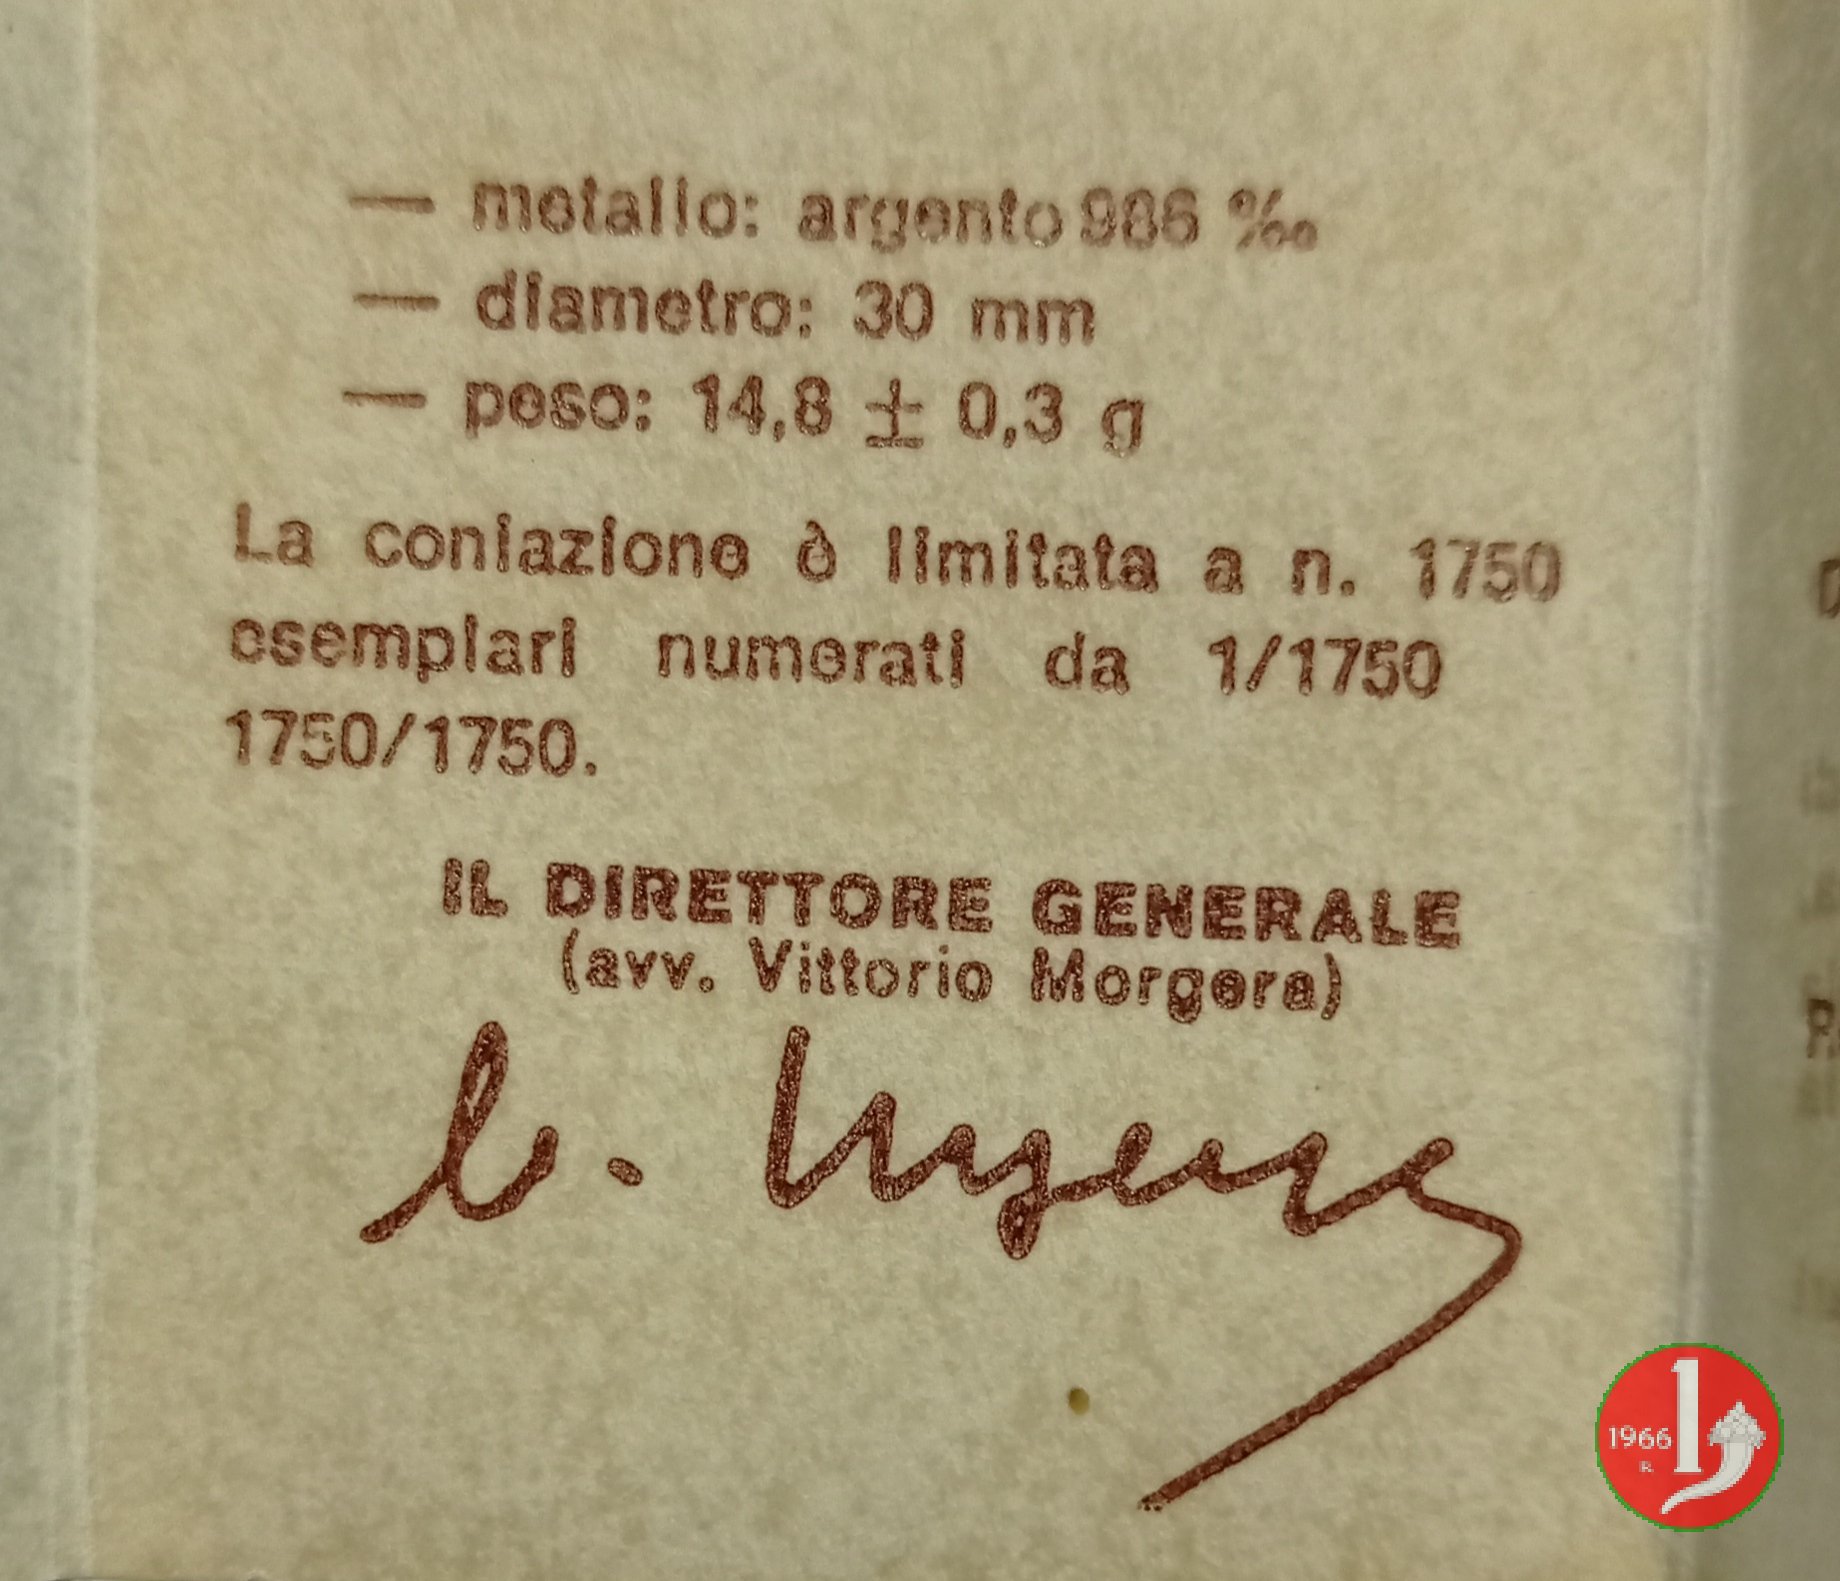 — metallo: argento 986 ‰
— diametro: 30 mm
— peso: 14,8 ± 0,3 g
La coniazione è limitata a n. 1750
esemplari numerati da 1/1750
1750/1750.
IL DIRETTORE GENERALE
(avv. Vittorio Morgera)
1966
R